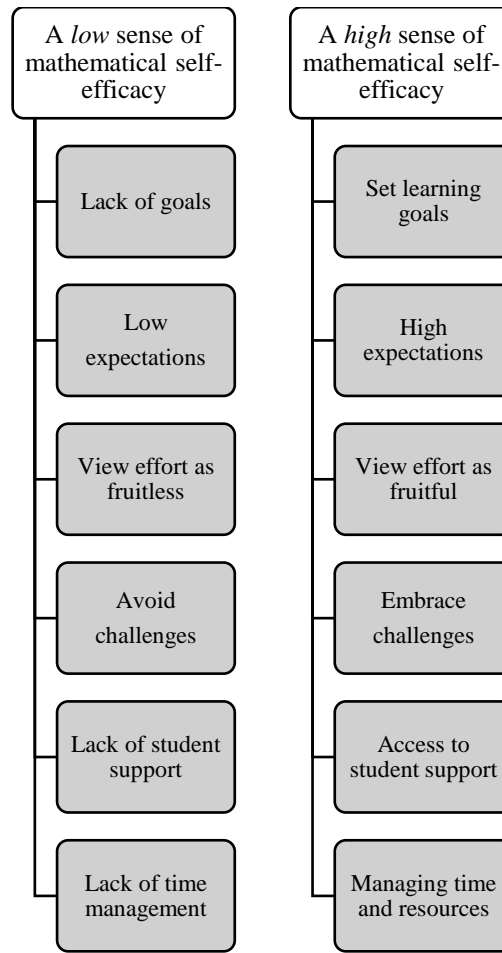 A low sense of
mathematical self-
efficacy
Lack of goals
Low
expectations
View effort as
fruitless
Avoid
challenges
Lack of student
support
Lack of time
management
A high sense of
mathematical self-
efficacy
Set learning
goals
High
expectations
View effort as
fruitful
Embrace
challenges
Access to
student support
Managing time
and resources